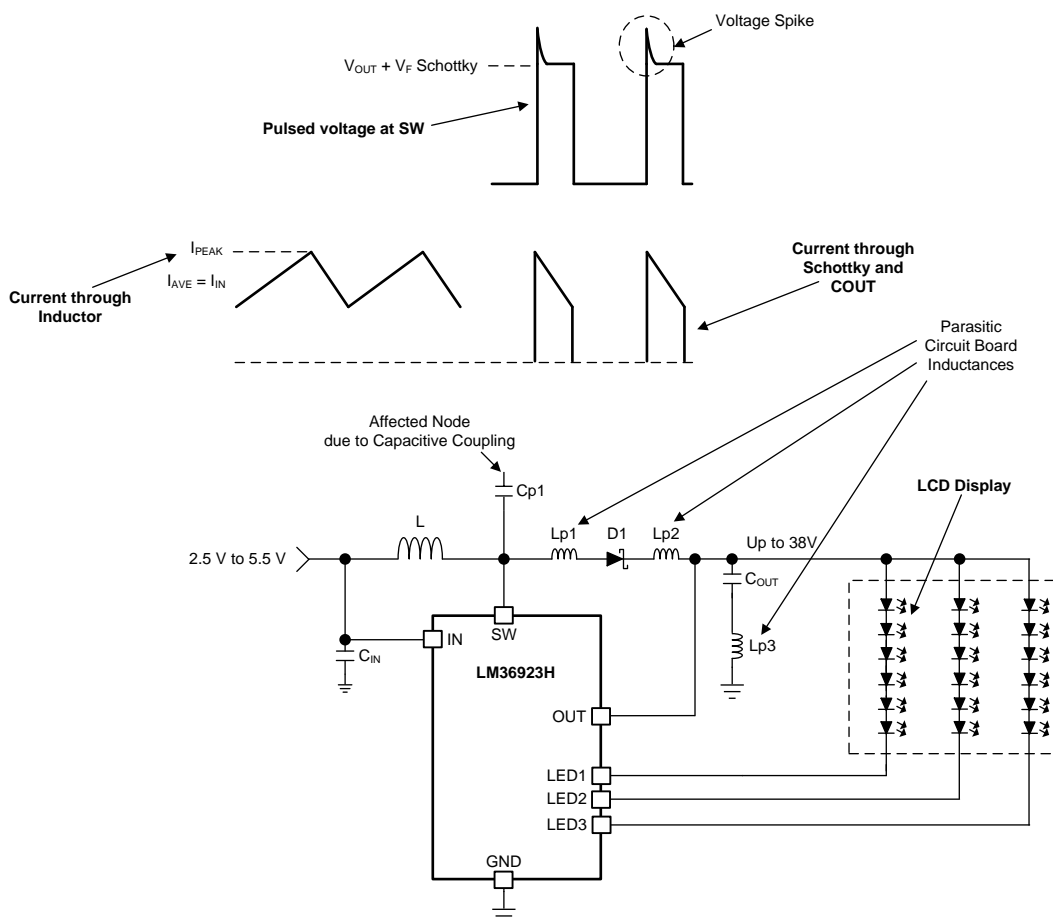 Voltage Spike
V_OUT + V_F Schottky
Pulsed voltage at SW
I_PEAK
I_AVE = I_IN
Current through
Inductor
Current through
Schottky and
COUT
Parasitic
Circuit Board
Inductances
Affected Node
due to Capacitive Coupling
Cp1
LCD Display
L
Lp1
D1
Lp2
2.5 V to 5.5 V
Up to 38V
C_OUT
Lp3
SW
IN
C_IN
LM36923H
OUT
LED1
LED2
LED3
GND